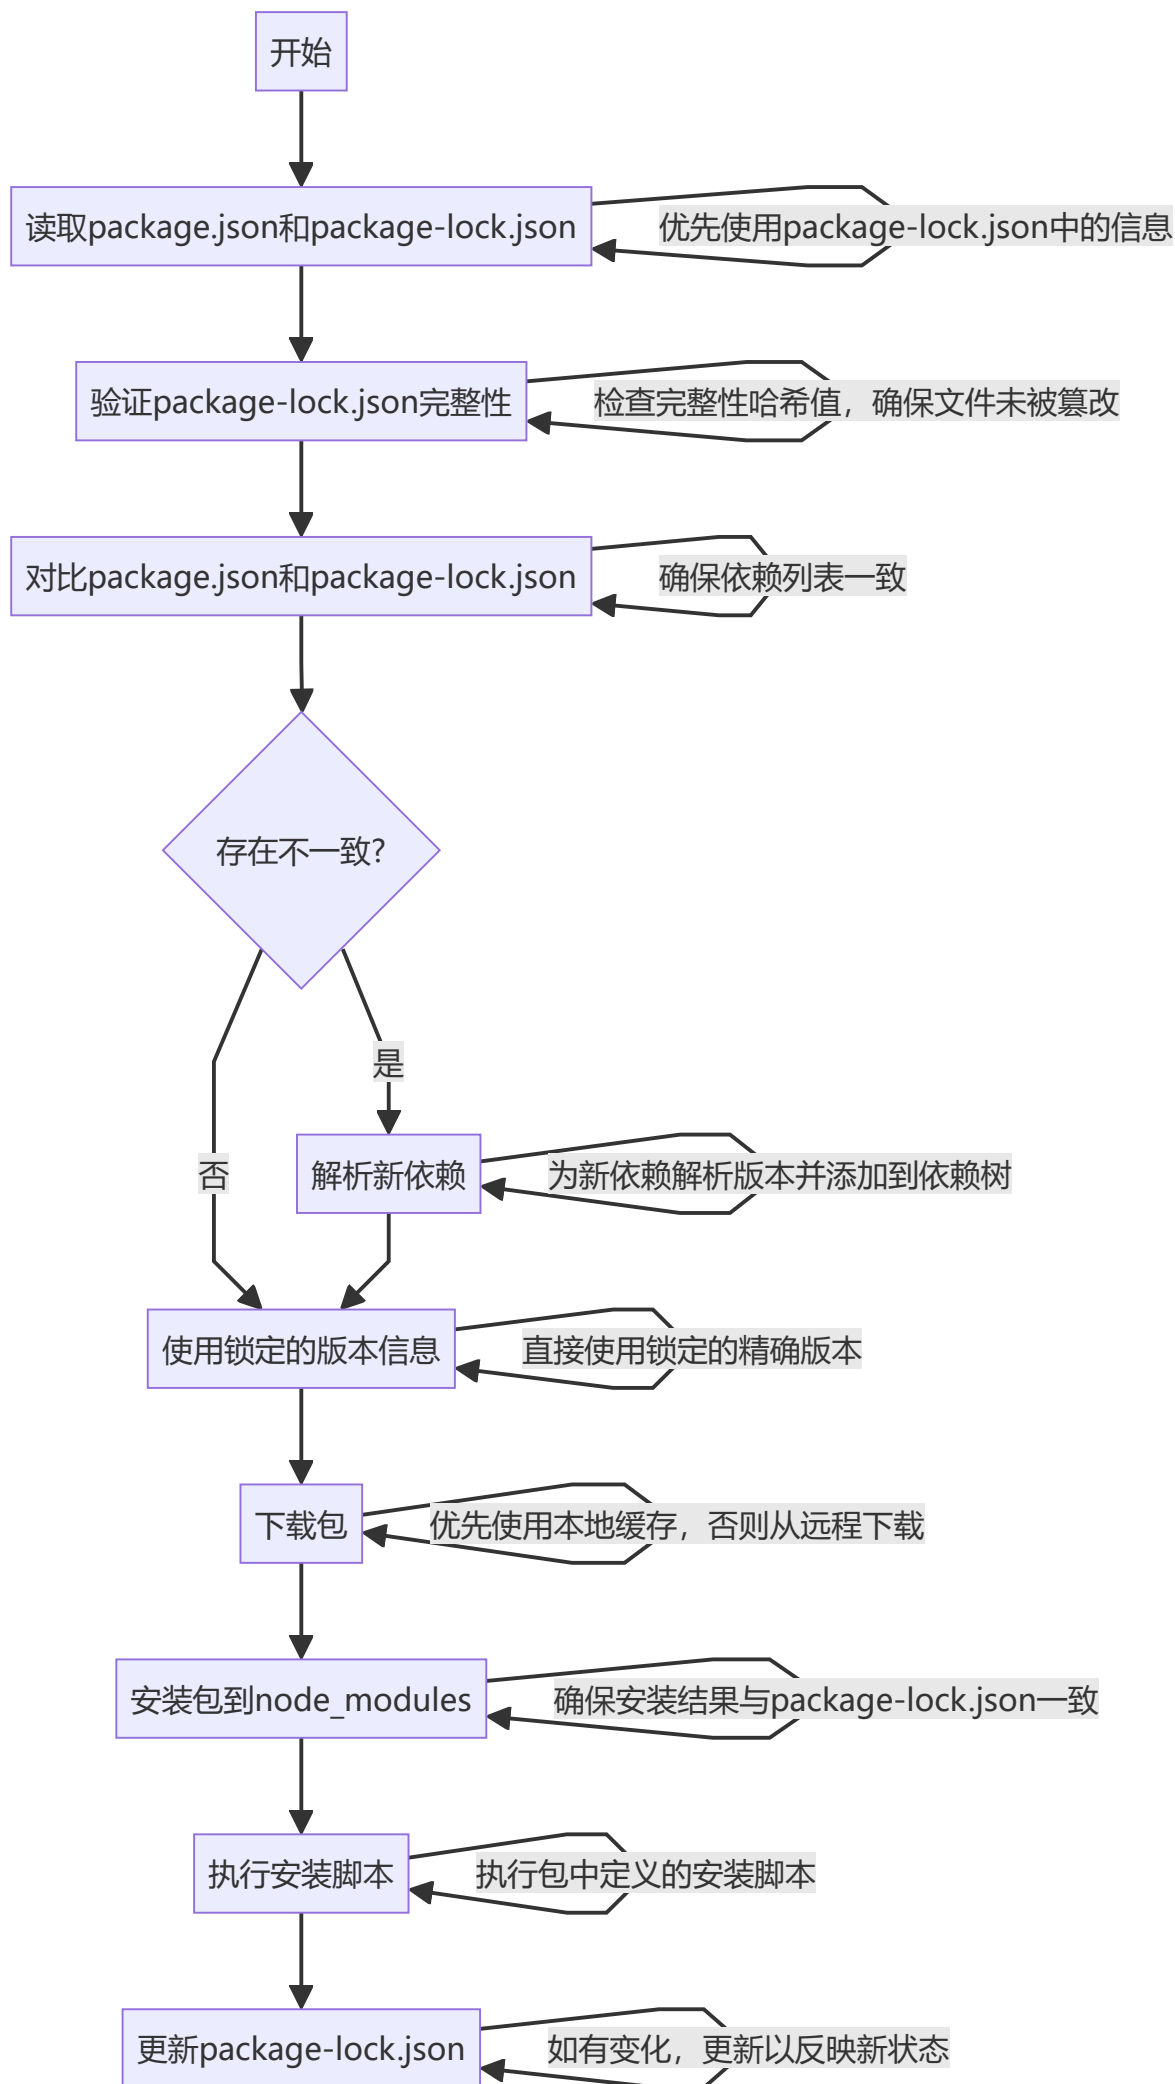 开始
读取package.json和package-lock.json
优先使用package-lock.json中的信息
验证package-lock.json完整性
检查完整性哈希值，确保文件未被篡改
对比package.json和package-lock.json
确保依赖列表一致
存在不一致?
是
否
解析新依赖
为新依赖解析版本并添加到依赖树
使用锁定的版本信息
直接使用锁定的精确版本
下载包
优先使用本地缓存，否则从远程下载
安装包到node_modules
确保安装结果与package-lock.json一致
执行安装脚本
执行包中定义的安装脚本
更新package-lock.json
如有变化，更新以反映新状态